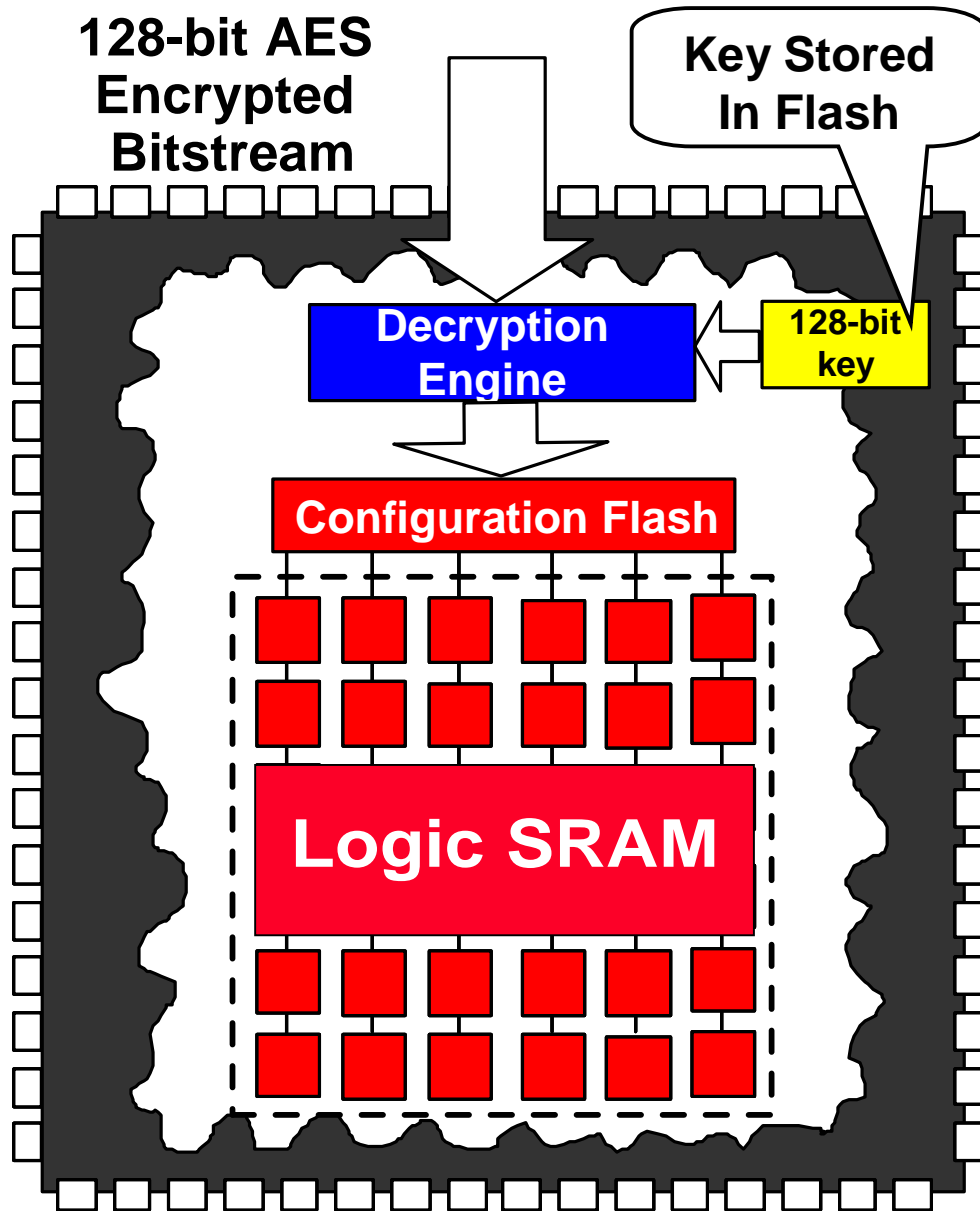 128-bit AES
Encrypted
Bitstream
Key Stored
In Flash
Decryption
Engine
128-bit
key
Configuration Flash
Logic SRAM